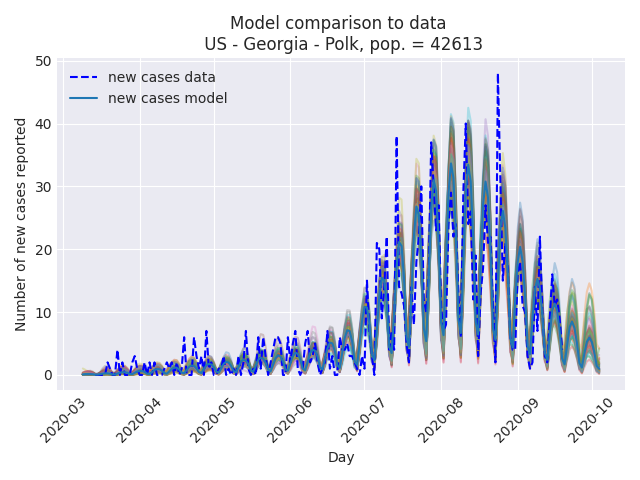 Model comparison to data
US - Georgia - Polk, pop. = 42613
new cases data
new cases model
Number of new cases reported
50
40
30
20
10
0
2020-03
2020-04
2020-05
2020-06
2020-07
2020-08
2020-09
2020-10
Day